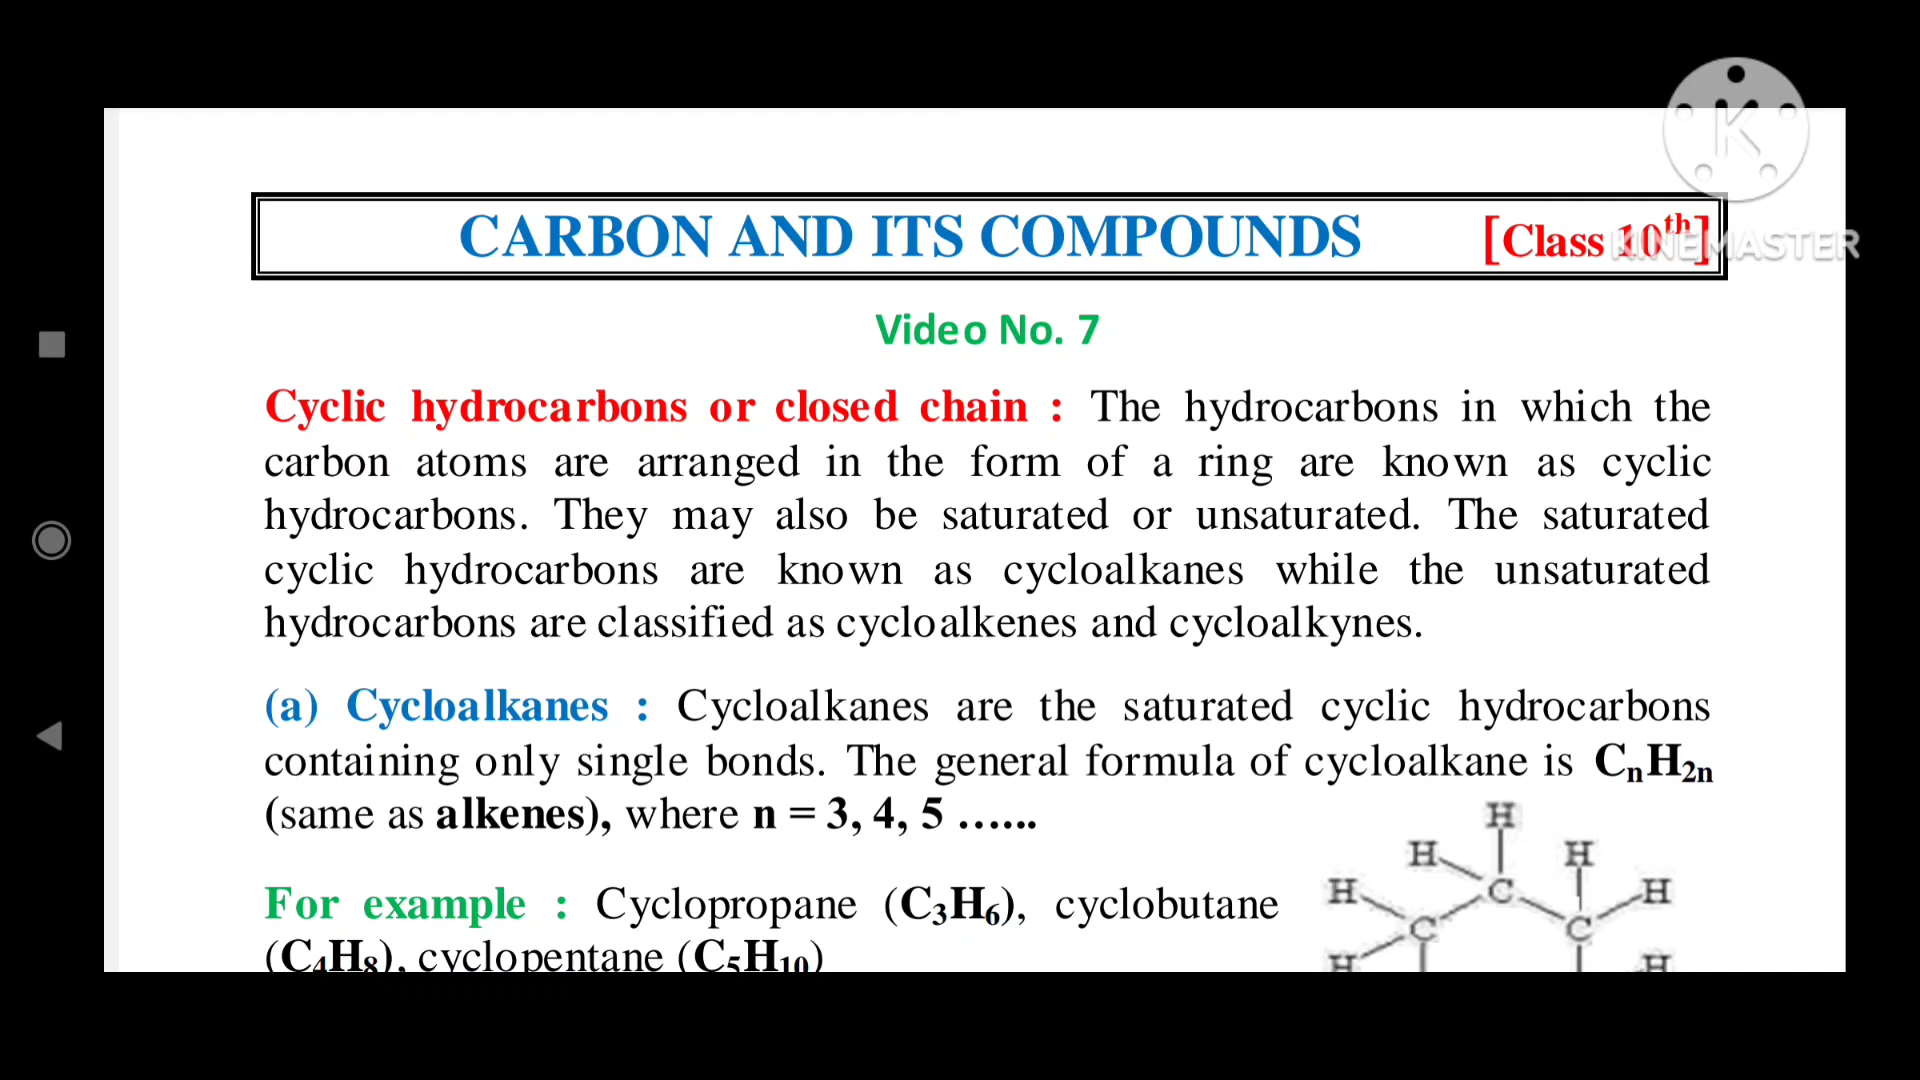 K
KINEMASTER
CARBON AND ITS COMPOUNDS [Class 10th]
Video No. 7
Cyclic hydrocarbons or closed chain : The hydrocarbons in which the
carbon atoms are arranged in the form of a ring are known as cyclic
hydrocarbons. They may also be saturated or unsaturated. The saturated
cyclic hydrocarbons are known as cycloalkanes while the unsaturated
hydrocarbons are classified as cycloalkenes and cycloalkynes.
(a) Cycloalkanes : Cycloalkanes are the saturated cyclic hydrocarbons
containing only single bonds. The general formula of cycloalkane is CₙH₂ₙ
(same as alkenes), where n = 3, 4, 5 ......
For example : Cyclopropane (C₃H₆), cyclobutane
(C₄H₈), cyclopentane (C₅H₁₀)
H
H H
H C H
C C
H H